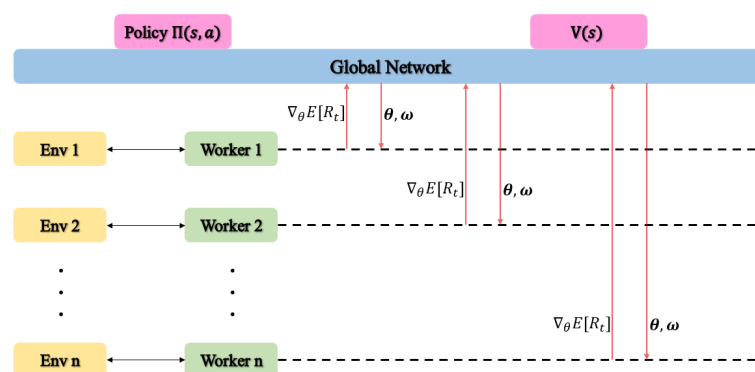 Policy Π(s, a)
V(s)
Global Network
∇θE[Rt]
θ, ω
Env 1
Worker 1
∇θE[Rt]
θ, ω
Env 2
Worker 2
∇θE[Rt]
θ, ω
Env n
Worker n